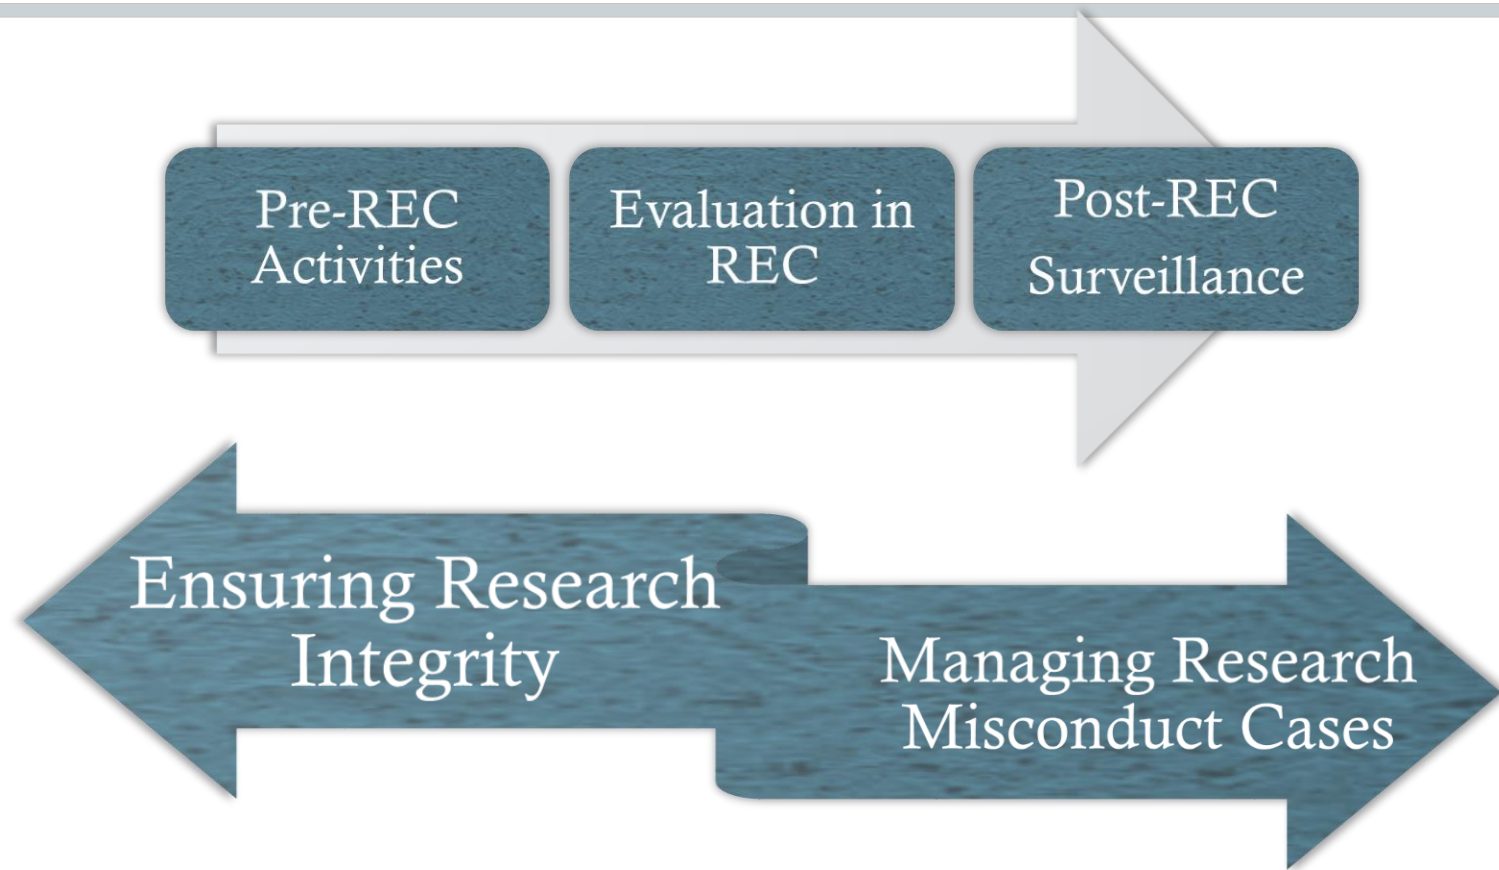 Pre-REC
Activities
Evaluation in
REC
Post-REC
Surveillance
Ensuring Research
Integrity
Managing Research
Misconduct Cases